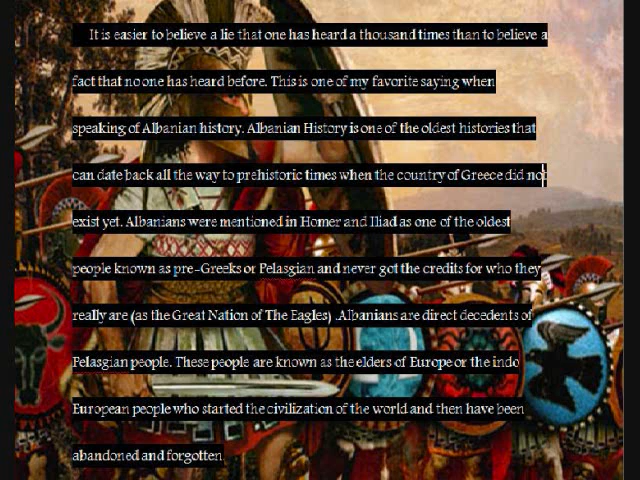 It is easier to believe a lie that one has heard a thousand times than to believe a
fact that no one has heard before. This is one of my favorite saying when
speaking of Albanian history. Albanian History is one of the oldest histories that
can date back all the way to prehistoric times when the country of Greece did not
exist yet. Albanians were mentioned in Homer and Iliad as one of the oldest
people known as pre-Greeks or Pelasgian and never got the credits for who they
really are (as the Great Nation of The Eagles) .Albanians are direct decedents of
Pelasgian people. These people are known as the elders of Europe or the indo
European people who started the civilization of the world and then have been
abandoned and forgotten